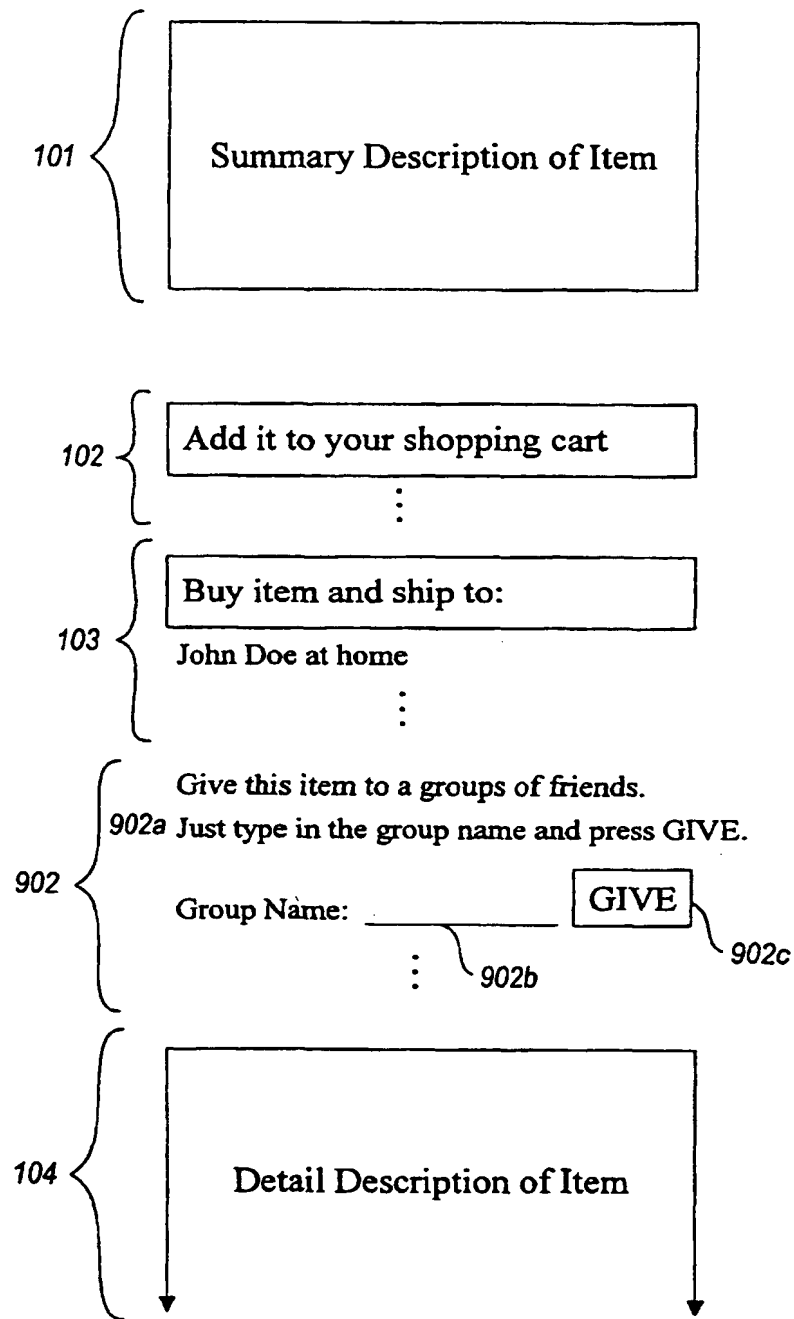 101
Summary Description of Item
102
Add it to your shopping cart
103
Buy item and ship to:
John Doe at home
902
Give this item to a groups of friends.
902a Just type in the group name and press GIVE.
Group Name: GIVE
902b
902c
104
Detail Description of Item